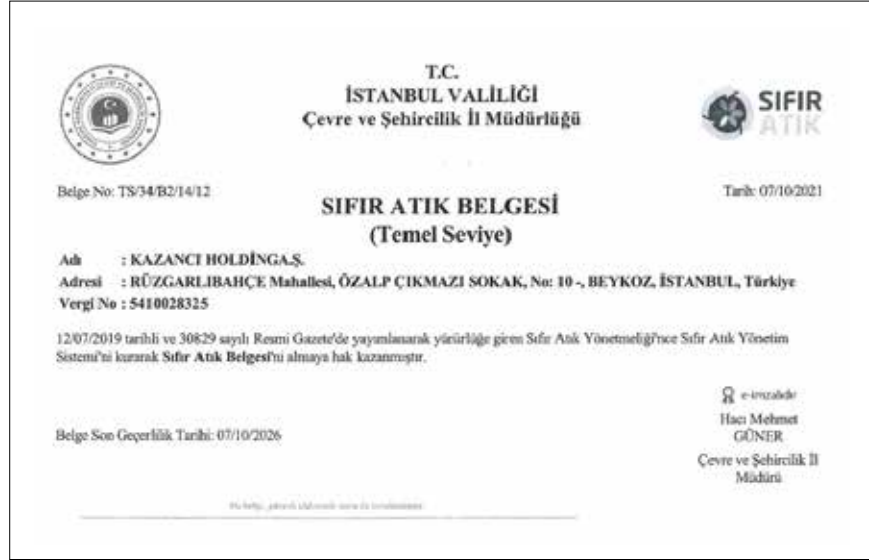 T.C.
İSTANBUL VALİLİĞİ
Çevre ve Şehircilik İl Müdürlüğü
SIFIR
ATIK
Belge No: TS/34/B2/14/12
Tarih: 07/10/2021
SIFIR ATIK BELGESİ
(Temel Seviye)
Adı : KAZANCI HOLDİNGA.Ş.
Adresi : RÜZGARLIBAHÇE Mahallesi, ÖZALP ÇIKMAZI SOKAK, No: 10 -, BEYKOZ, İSTANBUL, Türkiye
Vergi No : 5410028325
12/07/2019 tarihli ve 30829 sayılı Resmi Gazete'de yayımlanarak yürürlüğe giren Sıfır Atık Yönetmeliği'nce Sıfır Atık Yönetim
Sistemi'ni kurarak Sıfır Atık Belgesi'ni almaya hak kazanmıştır.
e-imzalıdır
Hacı Mehmet
GÜNER
Çevre ve Şehircilik İl
Müdürü
Belge Son Geçerlilik Tarihi: 07/10/2026